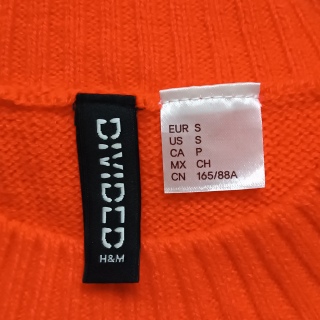 DIVIDED
H&M
EUR S
US S
CA P
MX CH
CN 165/88A